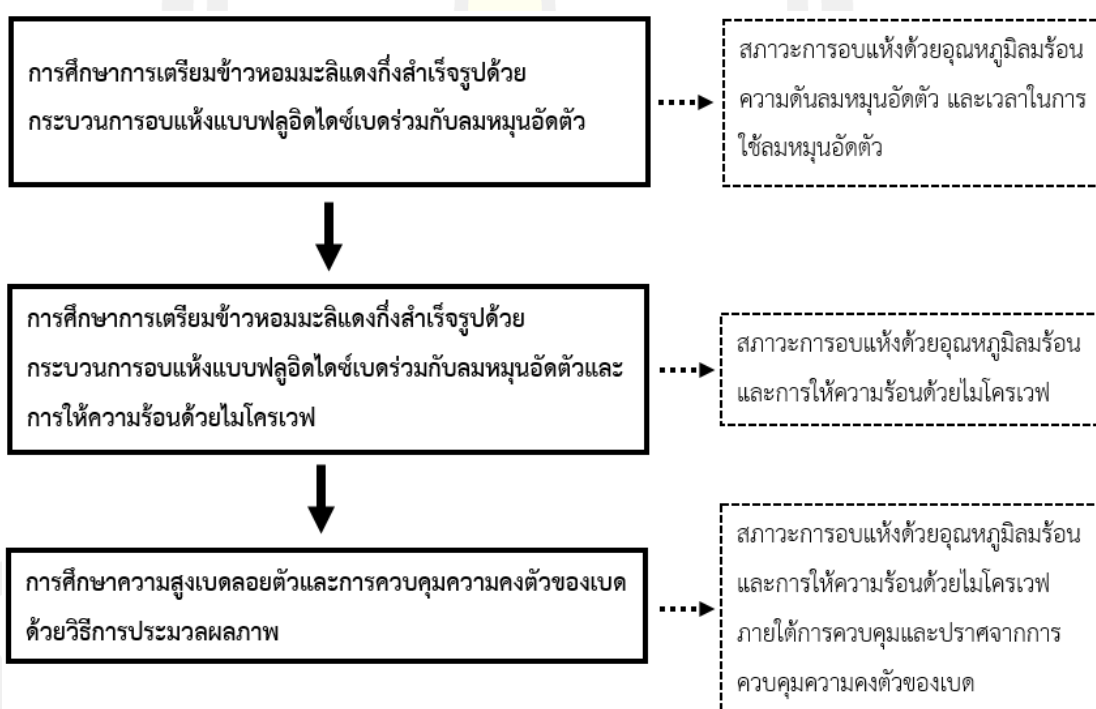 การศึกษาการเตรียมข้าวหอมมะลิแดงกึ่งสำเร็จรูปด้วย
กระบวนการอบแห้งแบบฟลูอิดไดซ์เบดร่วมกับลมหมุนอัดตัว
สภาวะการอบแห้งด้วยอุณหภูมิลมร้อน
ความดันลมหมุนอัดตัว และเวลาในการ
ใช้ลมหมุนอัดตัว
การศึกษาการเตรียมข้าวหอมมะลิแดงกึ่งสำเร็จรูปด้วย
กระบวนการอบแห้งแบบฟลูอิดไดซ์เบดร่วมกับลมหมุนอัดตัวและ
การให้ความร้อนด้วยไมโครเวฟ
สภาวะการอบแห้งด้วยอุณหภูมิลมร้อน
และการให้ความร้อนด้วยไมโครเวฟ
การศึกษาความสูงเบดลอยตัวและการควบคุมความคงตัวของเบด
ด้วยวิธีการประมวลผลภาพ
สภาวะการอบแห้งด้วยอุณหภูมิลมร้อน
และการให้ความร้อนด้วยไมโครเวฟ
ภายใต้การควบคุมและปราศจากการ
ควบคุมความคงตัวของเบด